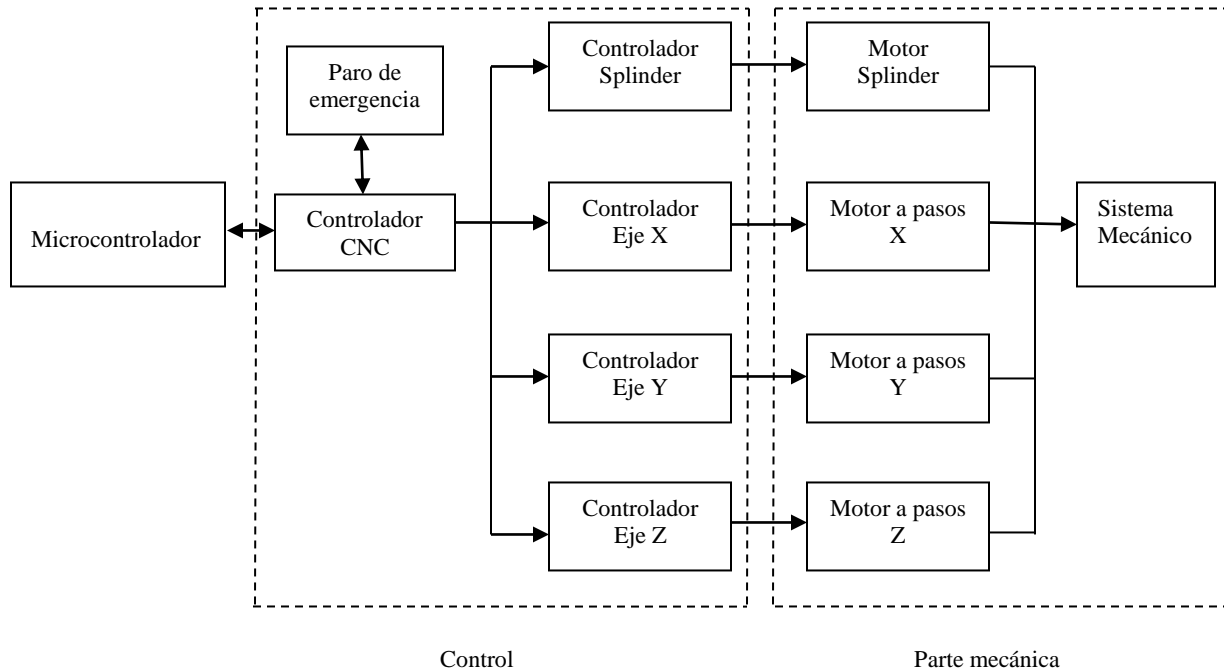 Paro de
emergencia
Microcontrolador
Controlador
CNC
Controlador
Splinder
Controlador
Eje X
Controlador
Eje Y
Controlador
Eje Z
Motor
Splinder
Motor a pasos
X
Motor a pasos
Y
Motor a pasos
Z
Sistema
Mecánico
Control
Parte mecánica